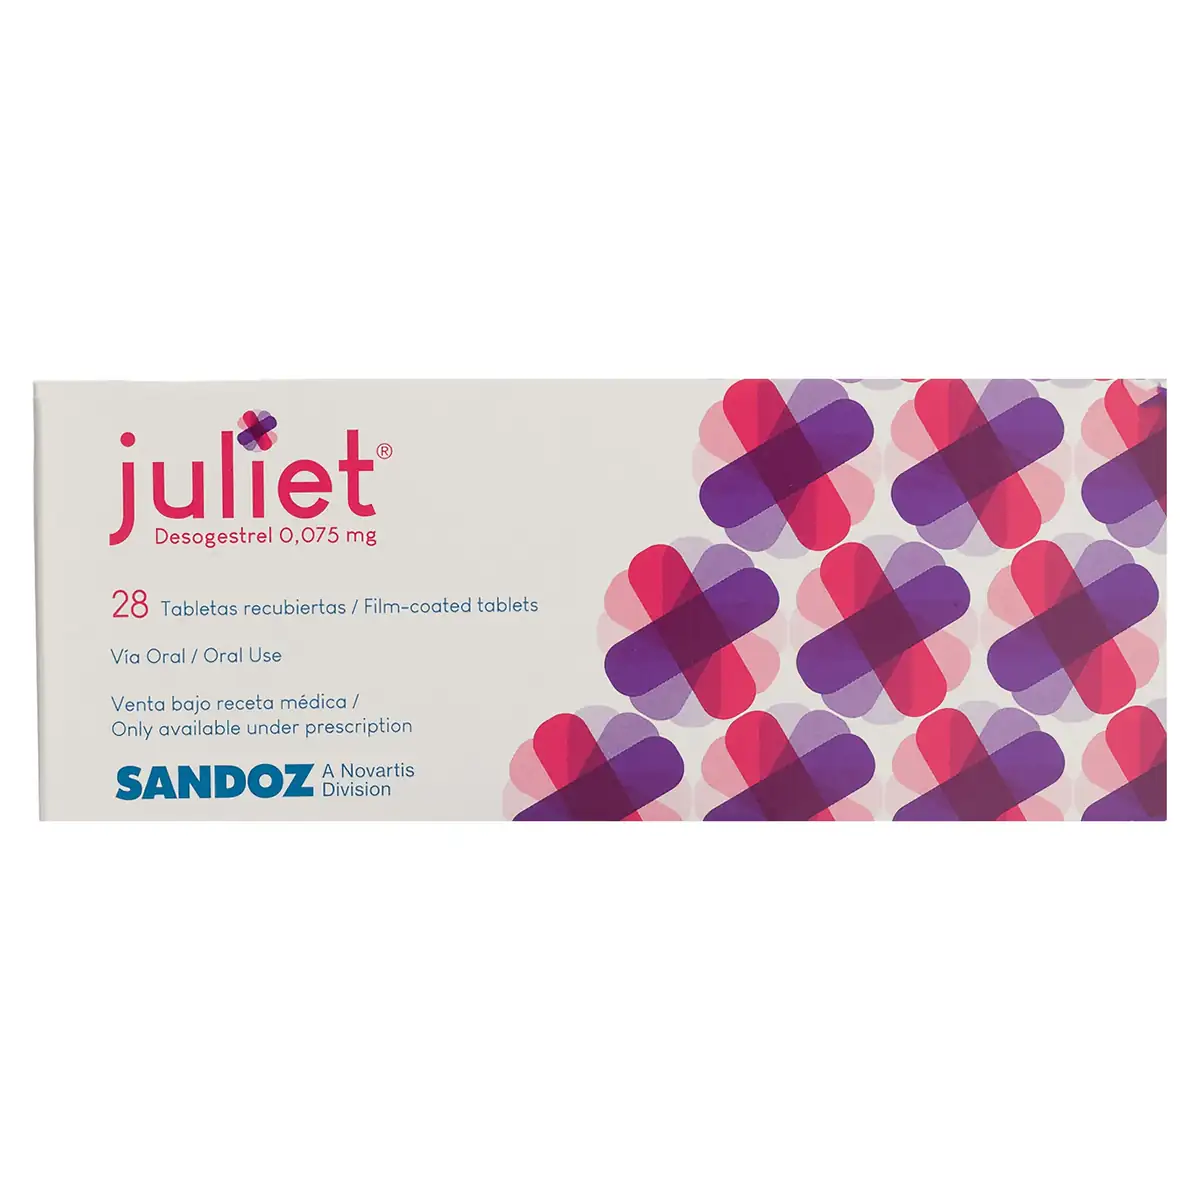 juliet®
Desogestrel 0,075 mg
28 Tabletas recubiertas / Film-coated tablets
Vía Oral / Oral Use
Venta bajo receta médica /
Only available under prescription
SANDOZ A Novartis
Division